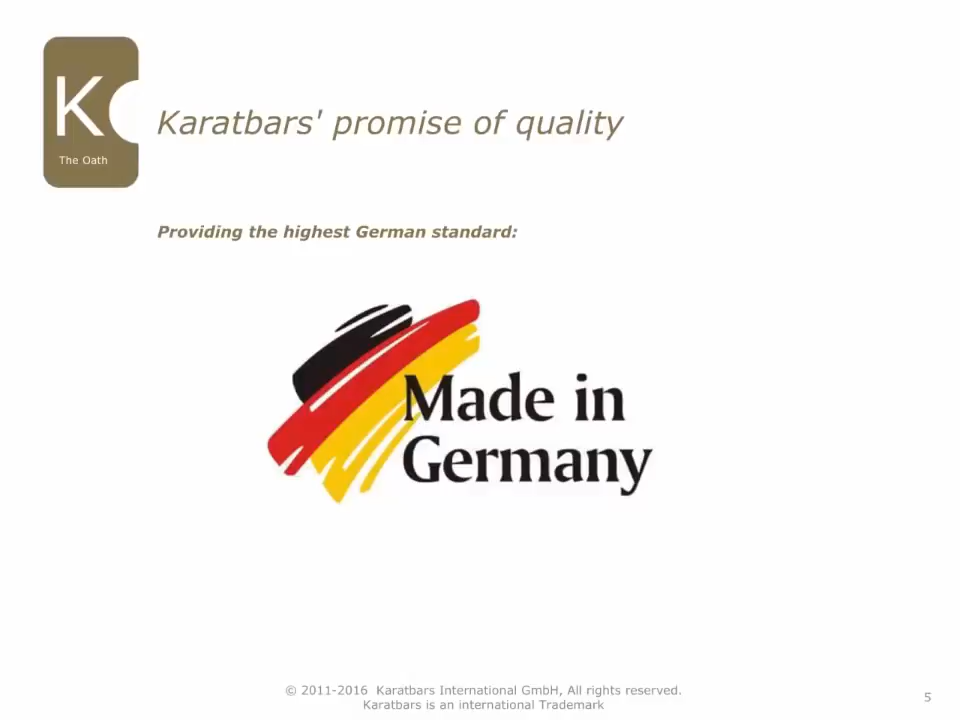 K
The Oath
Karatbars' promise of quality
Providing the highest German standard:
Made in
Germany
© 2011-2016 Karatbars International GmbH, All rights reserved.
Karatbars is an international Trademark
5